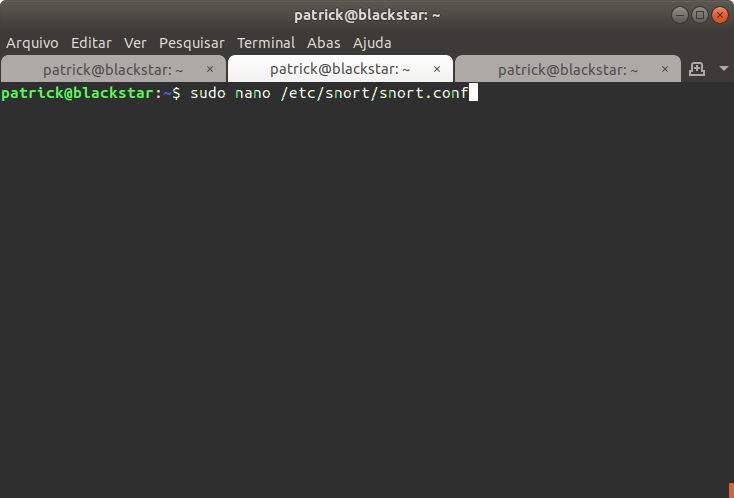 patrick@blackstar: ~
Arquivo Editar Ver Pesquisar Terminal Abas Ajuda
patrick@blackstar: ~ × patrick@blackstar: ~ × patrick@blackstar: ~ ×
patrick@blackstar:~$ sudo nano /etc/snort/snort.conf